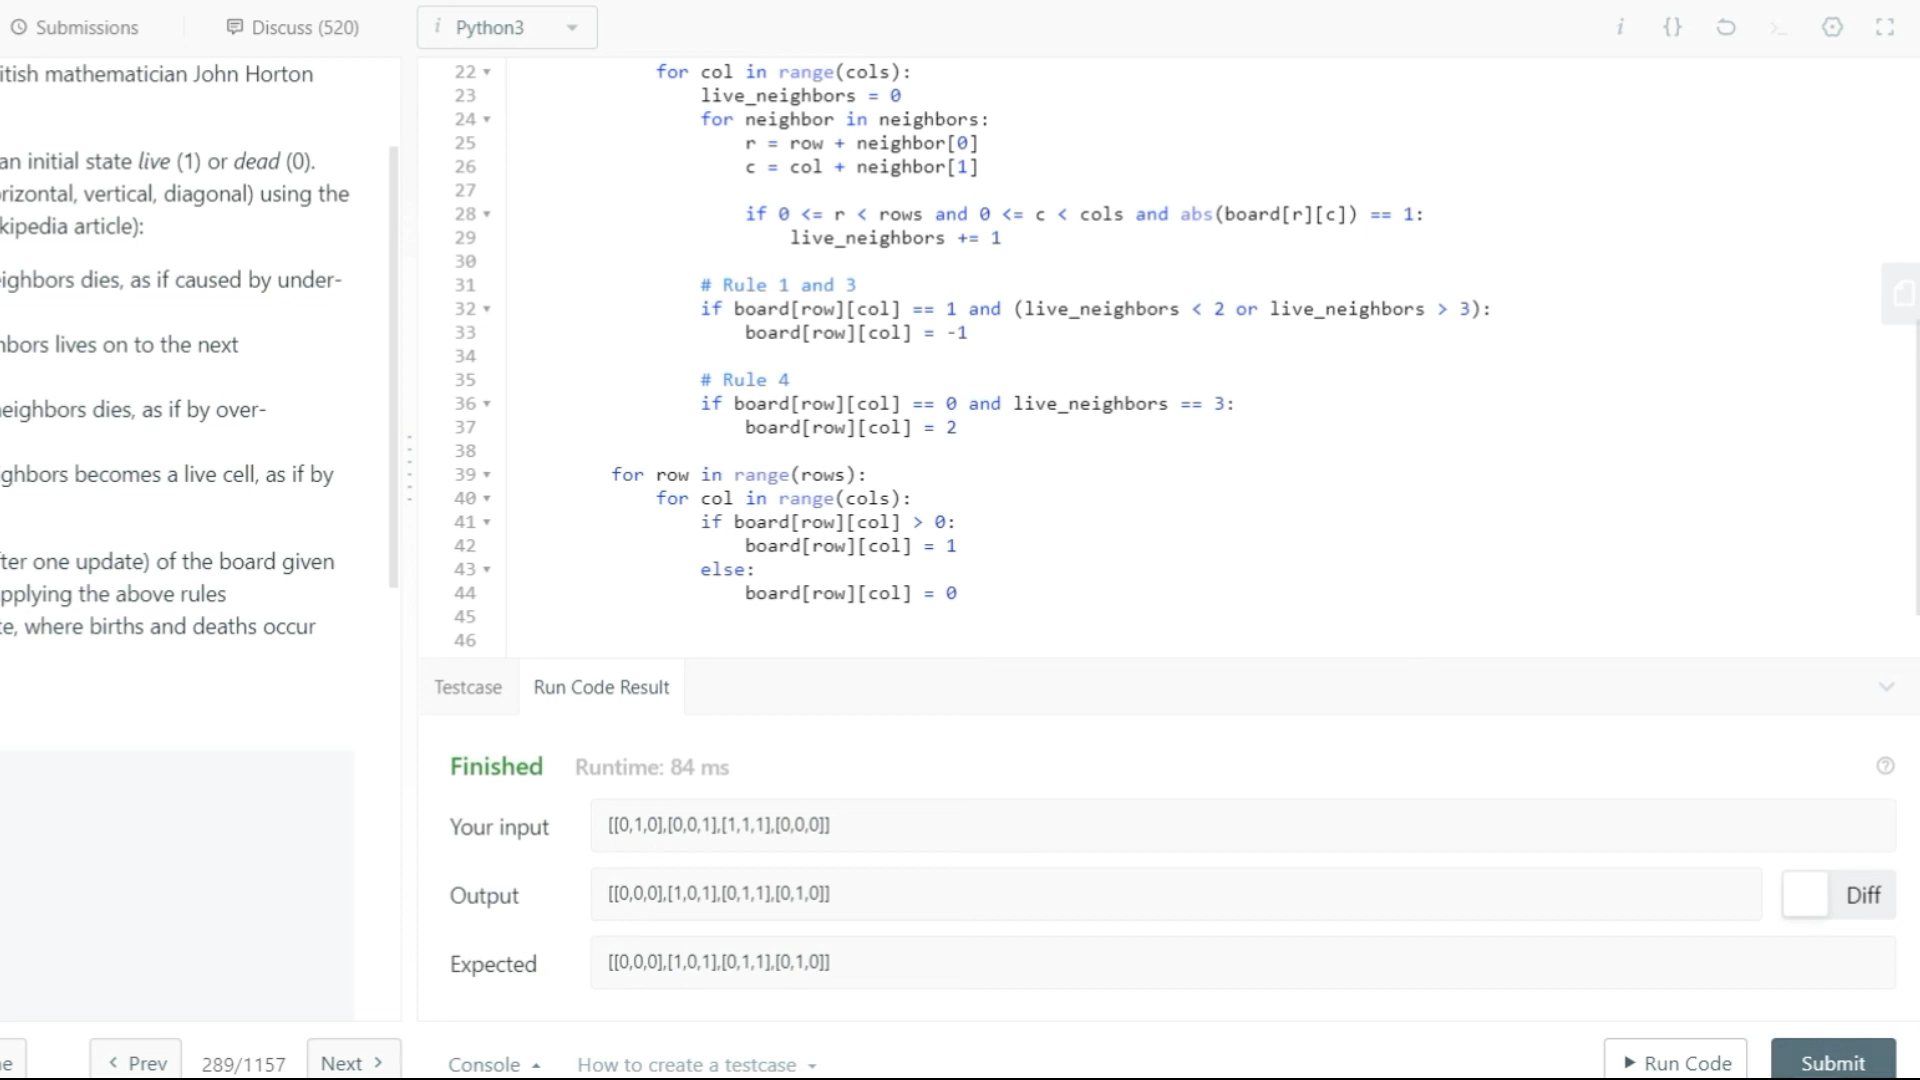 Submissions
Discuss (520)
i Python3
i {} >_
itish mathematician John Horton
an initial state live (1) or dead (0).
rizontal, vertical, diagonal) using the
kipedia article):
eighbors dies, as if caused by under-
nbors lives on to the next
neighbors dies, as if by over-
ighbors becomes a live cell, as if by
fter one update) of the board given
pplying the above rules
te, where births and deaths occur
22 for col in range(cols):
23 live_neighbors = 0
24 for neighbor in neighbors:
25 r = row + neighbor[0]
26 c = col + neighbor[1]
27
28 if 0 <= r < rows and 0 <= c < cols and abs(board[r][c]) == 1:
29 live_neighbors += 1
30
31 # Rule 1 and 3
32 if board[row][col] == 1 and (live_neighbors < 2 or live_neighbors > 3):
33 board[row][col] = -1
34
35 # Rule 4
36 if board[row][col] == 0 and live_neighbors == 3:
37 board[row][col] = 2
38
39 for row in range(rows):
40 for col in range(cols):
41 if board[row][col] > 0:
42 board[row][col] = 1
43 else:
44 board[row][col] = 0
45
46
Testcase
Run Code Result
Finished Runtime: 84 ms
?
Your input [[0,1,0],[0,0,1],[1,1,1],[0,0,0]]
Output [[0,0,0],[1,0,1],[0,1,1],[0,1,0]]
Diff
Expected [[0,0,0],[1,0,1],[0,1,1],[0,1,0]]
e
< Prev
289/1157
Next >
Console
How to create a testcase
Run Code
Submit